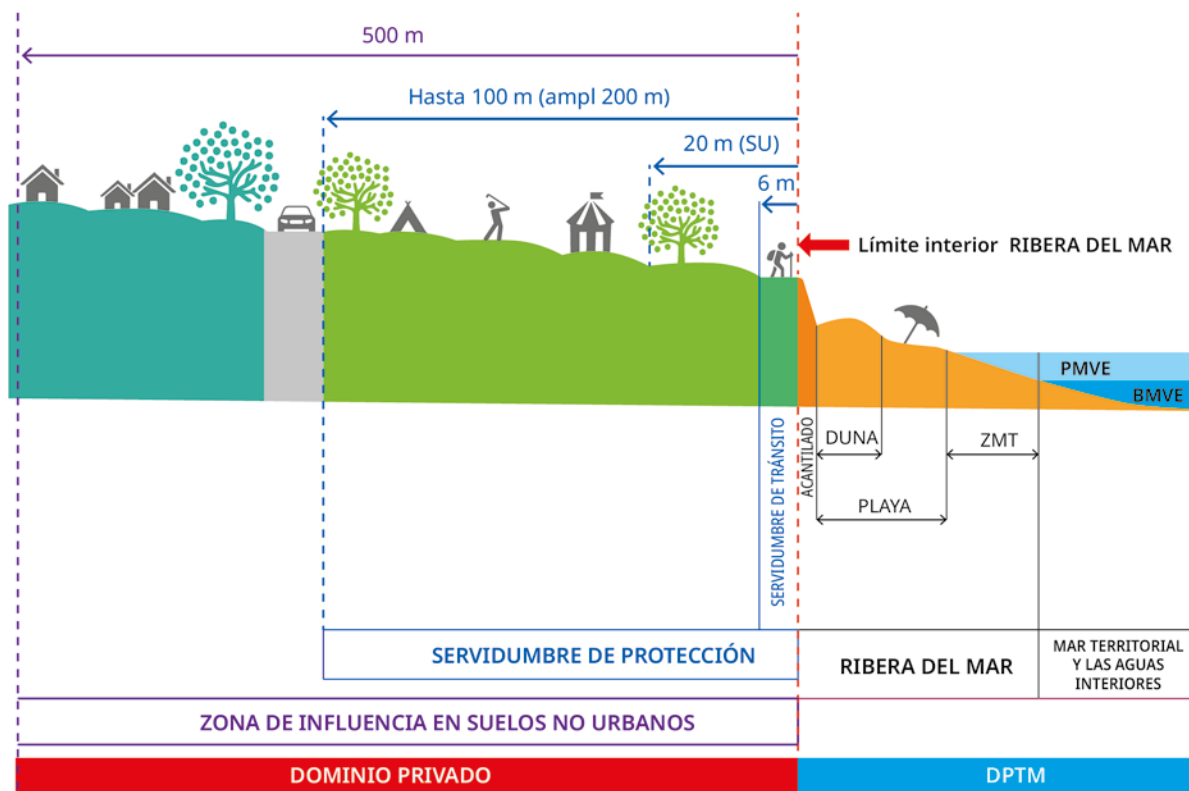 500 m
Hasta 100 m (ampl 200 m)
20 m (SU)
6 m
Límite interior RIBERA DEL MAR
PMVE
BMVE
SERVIDUMBRE DE TRÁNSITO
ACANTILADO
DUNA
ZMT
PLAYA
SERVIDUMBRE DE PROTECCIÓN
RIBERA DEL MAR
MAR TERRITORIAL
Y LAS AGUAS
INTERIORES
ZONA DE INFLUENCIA EN SUELOS NO URBANOS
DOMINIO PRIVADO
DPTM